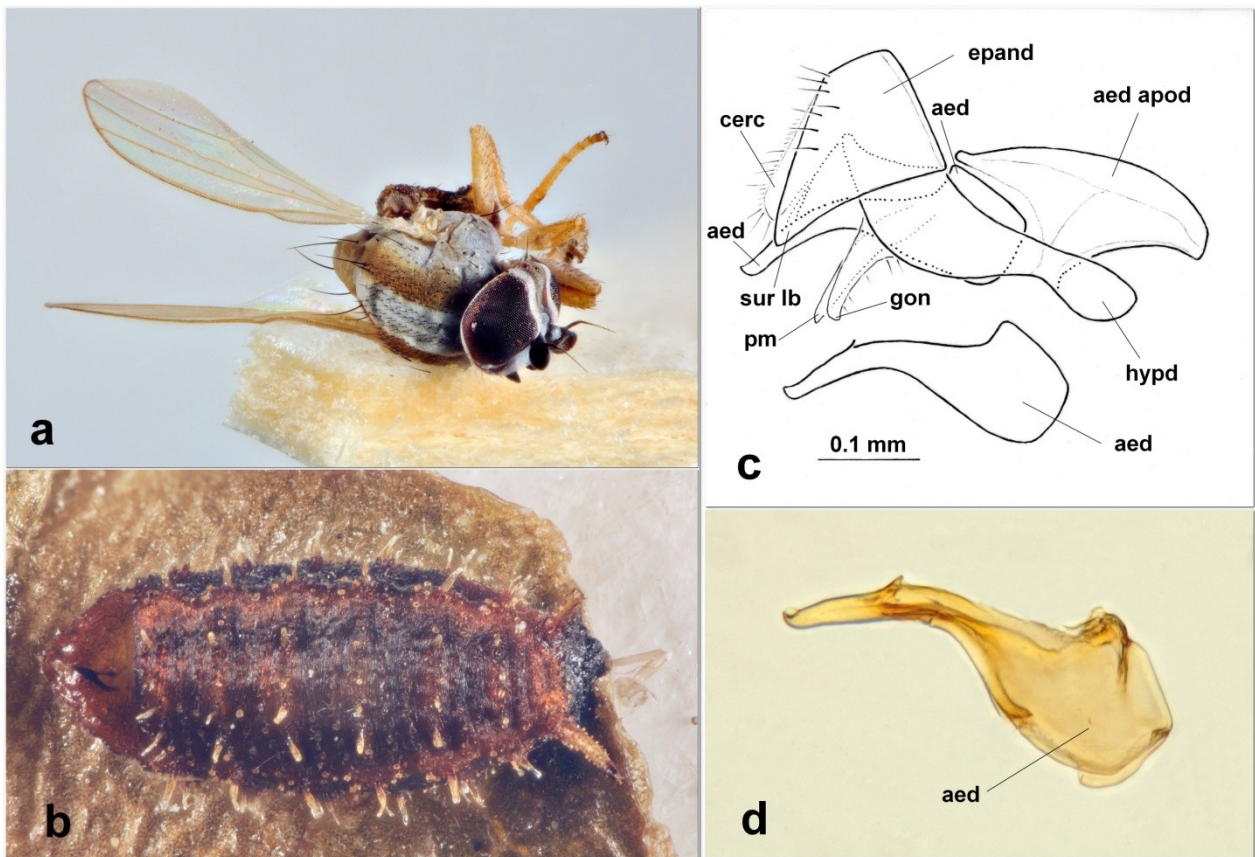 a
epand
aed
aed apod
cerc
aed
sur lb
gon
pm
hypd
aed
0.1 mm
c
b
aed
d